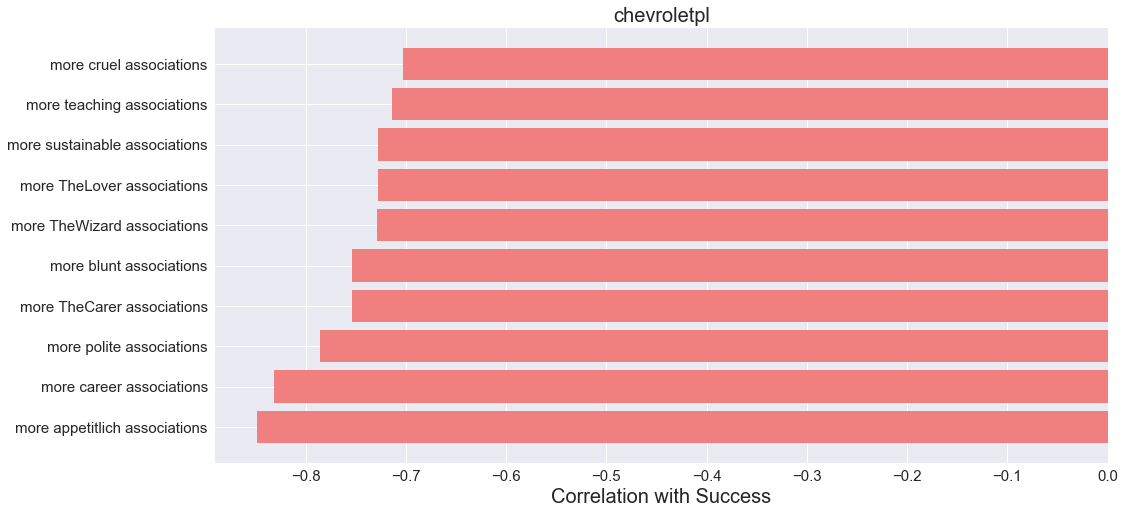 chevroletpl
more cruel associations
more teaching associations
more sustainable associations
more TheLover associations
more TheWizard associations
more blunt associations
more TheCarer associations
more polite associations
more career associations
more appetitlich associations
−0.8 −0.7 −0.6 −0.5 −0.4 −0.3 −0.2 −0.1 0.0
Correlation with Success